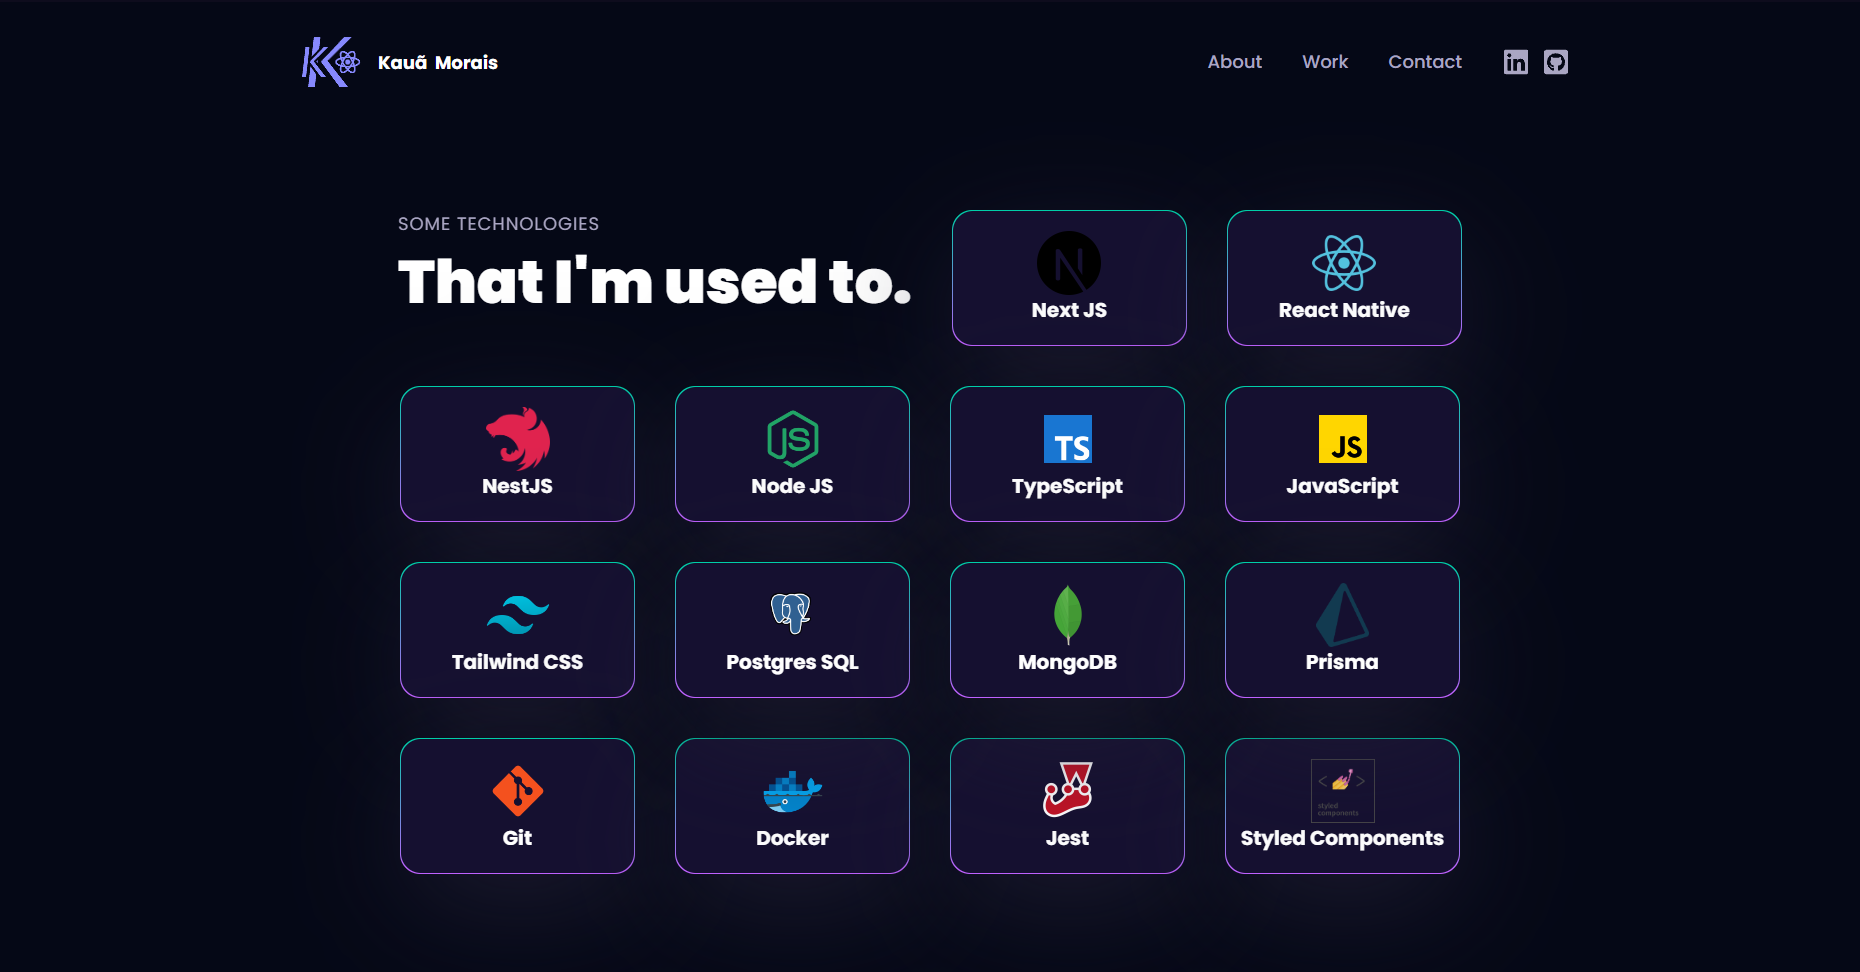 Kauã Morais
About Work Contact
SOME TECHNOLOGIES
That I'm used to.
N
Next JS
React Native
NestJS
JS
Node JS
TS
TypeScript
JS
JavaScript
Tailwind CSS
Postgres SQL
MongoDB
Prisma
Git
Docker
Jest
< >
styled
components
Styled Components